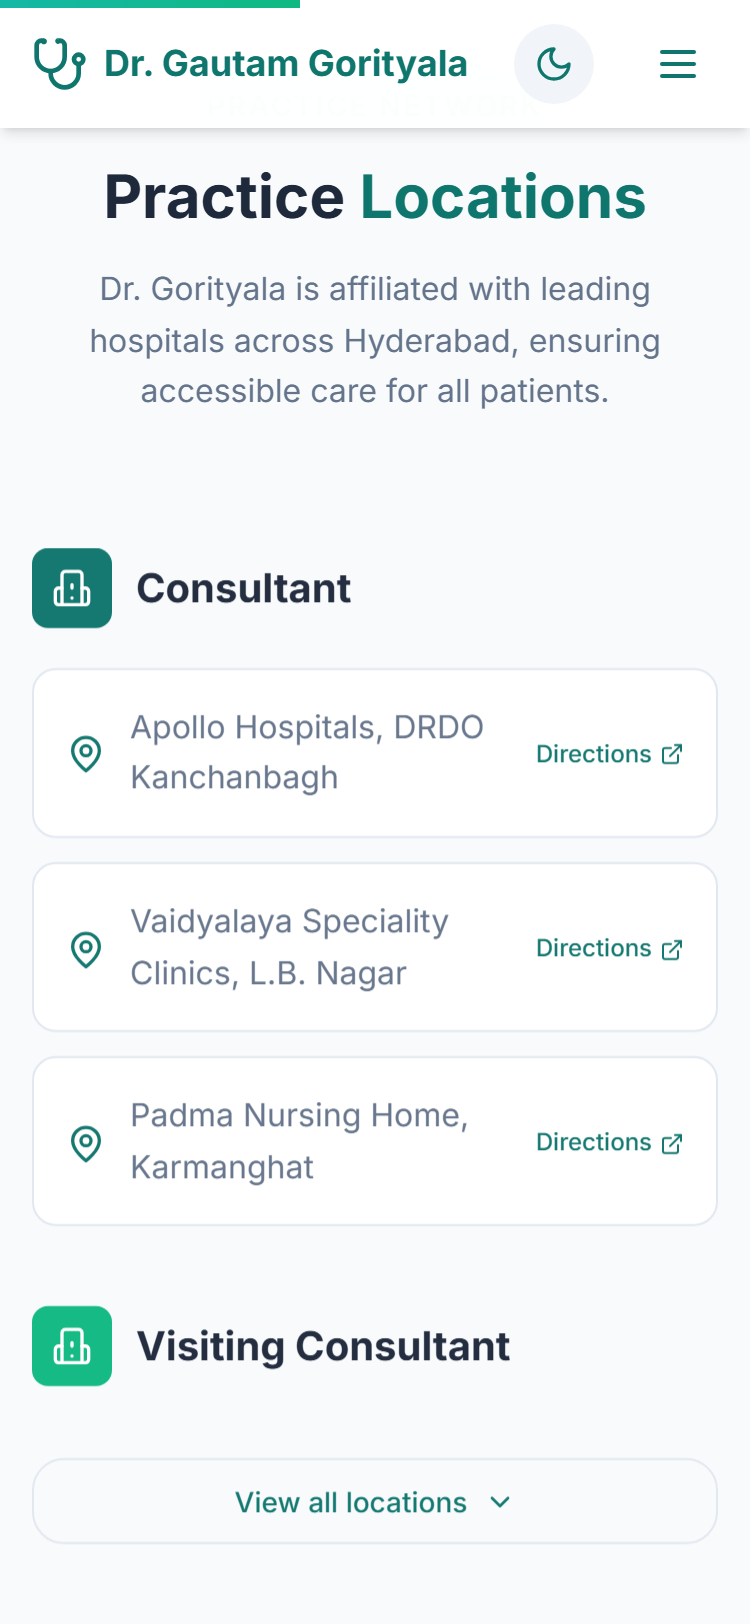 Dr. Gautam Gorityala
PRACTICE NETWORK
Practice Locations
Dr. Gorityala is affiliated with leading
hospitals across Hyderabad, ensuring
accessible care for all patients.
Consultant
Apollo Hospitals, DRDO
Kanchanbagh
Directions
Vaidyalaya Speciality
Clinics, L.B. Nagar
Directions
Padma Nursing Home,
Karmanghat
Directions
Visiting Consultant
View all locations